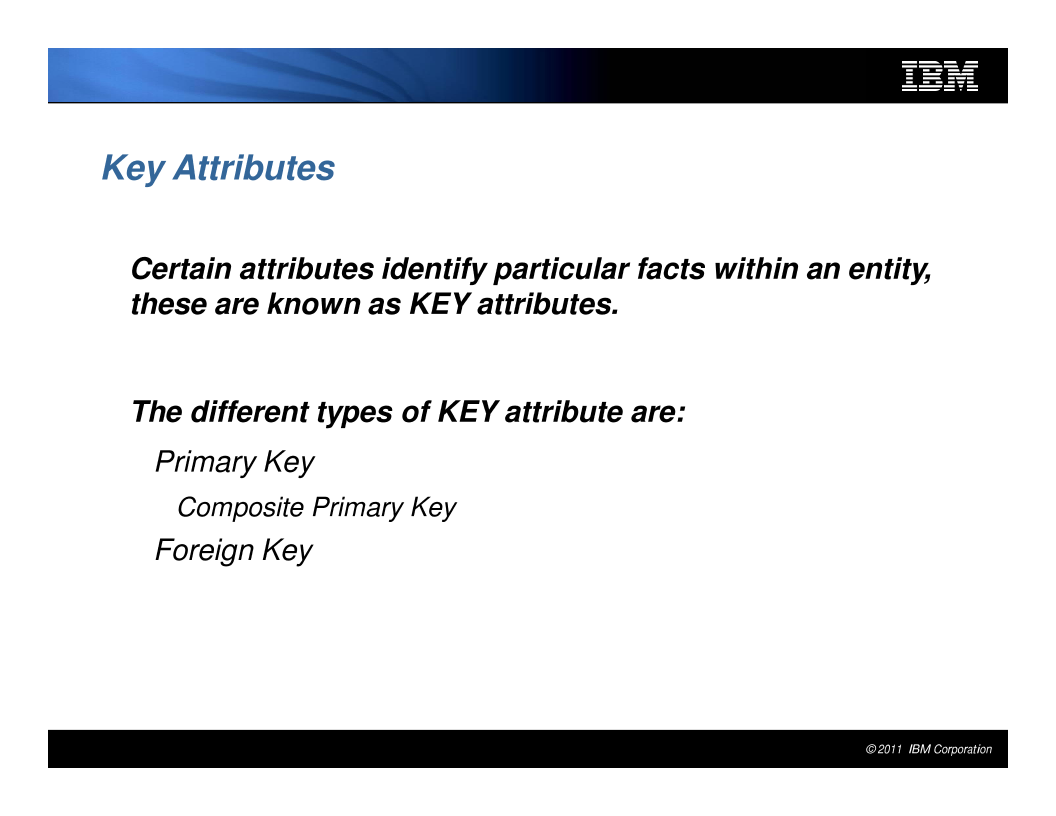 IBM
Key Attributes
Certain attributes identify particular facts within an entity,
these are known as KEY attributes.
The different types of KEY attribute are:
Primary Key
Composite Primary Key
Foreign Key
© 2011 IBM Corporation